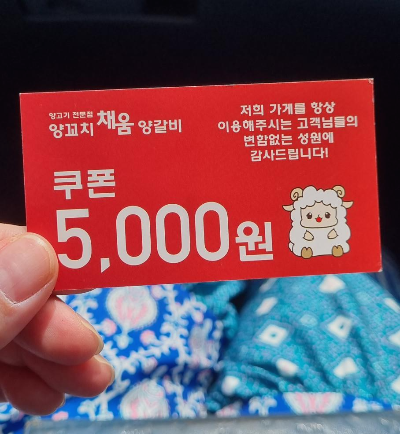 양고기 전문점
양꼬치 채움 양갈비
저희 가게를 항상
이용해주시는 고객님들의
변함없는 성원에
감사드립니다!
쿠폰
5,000원